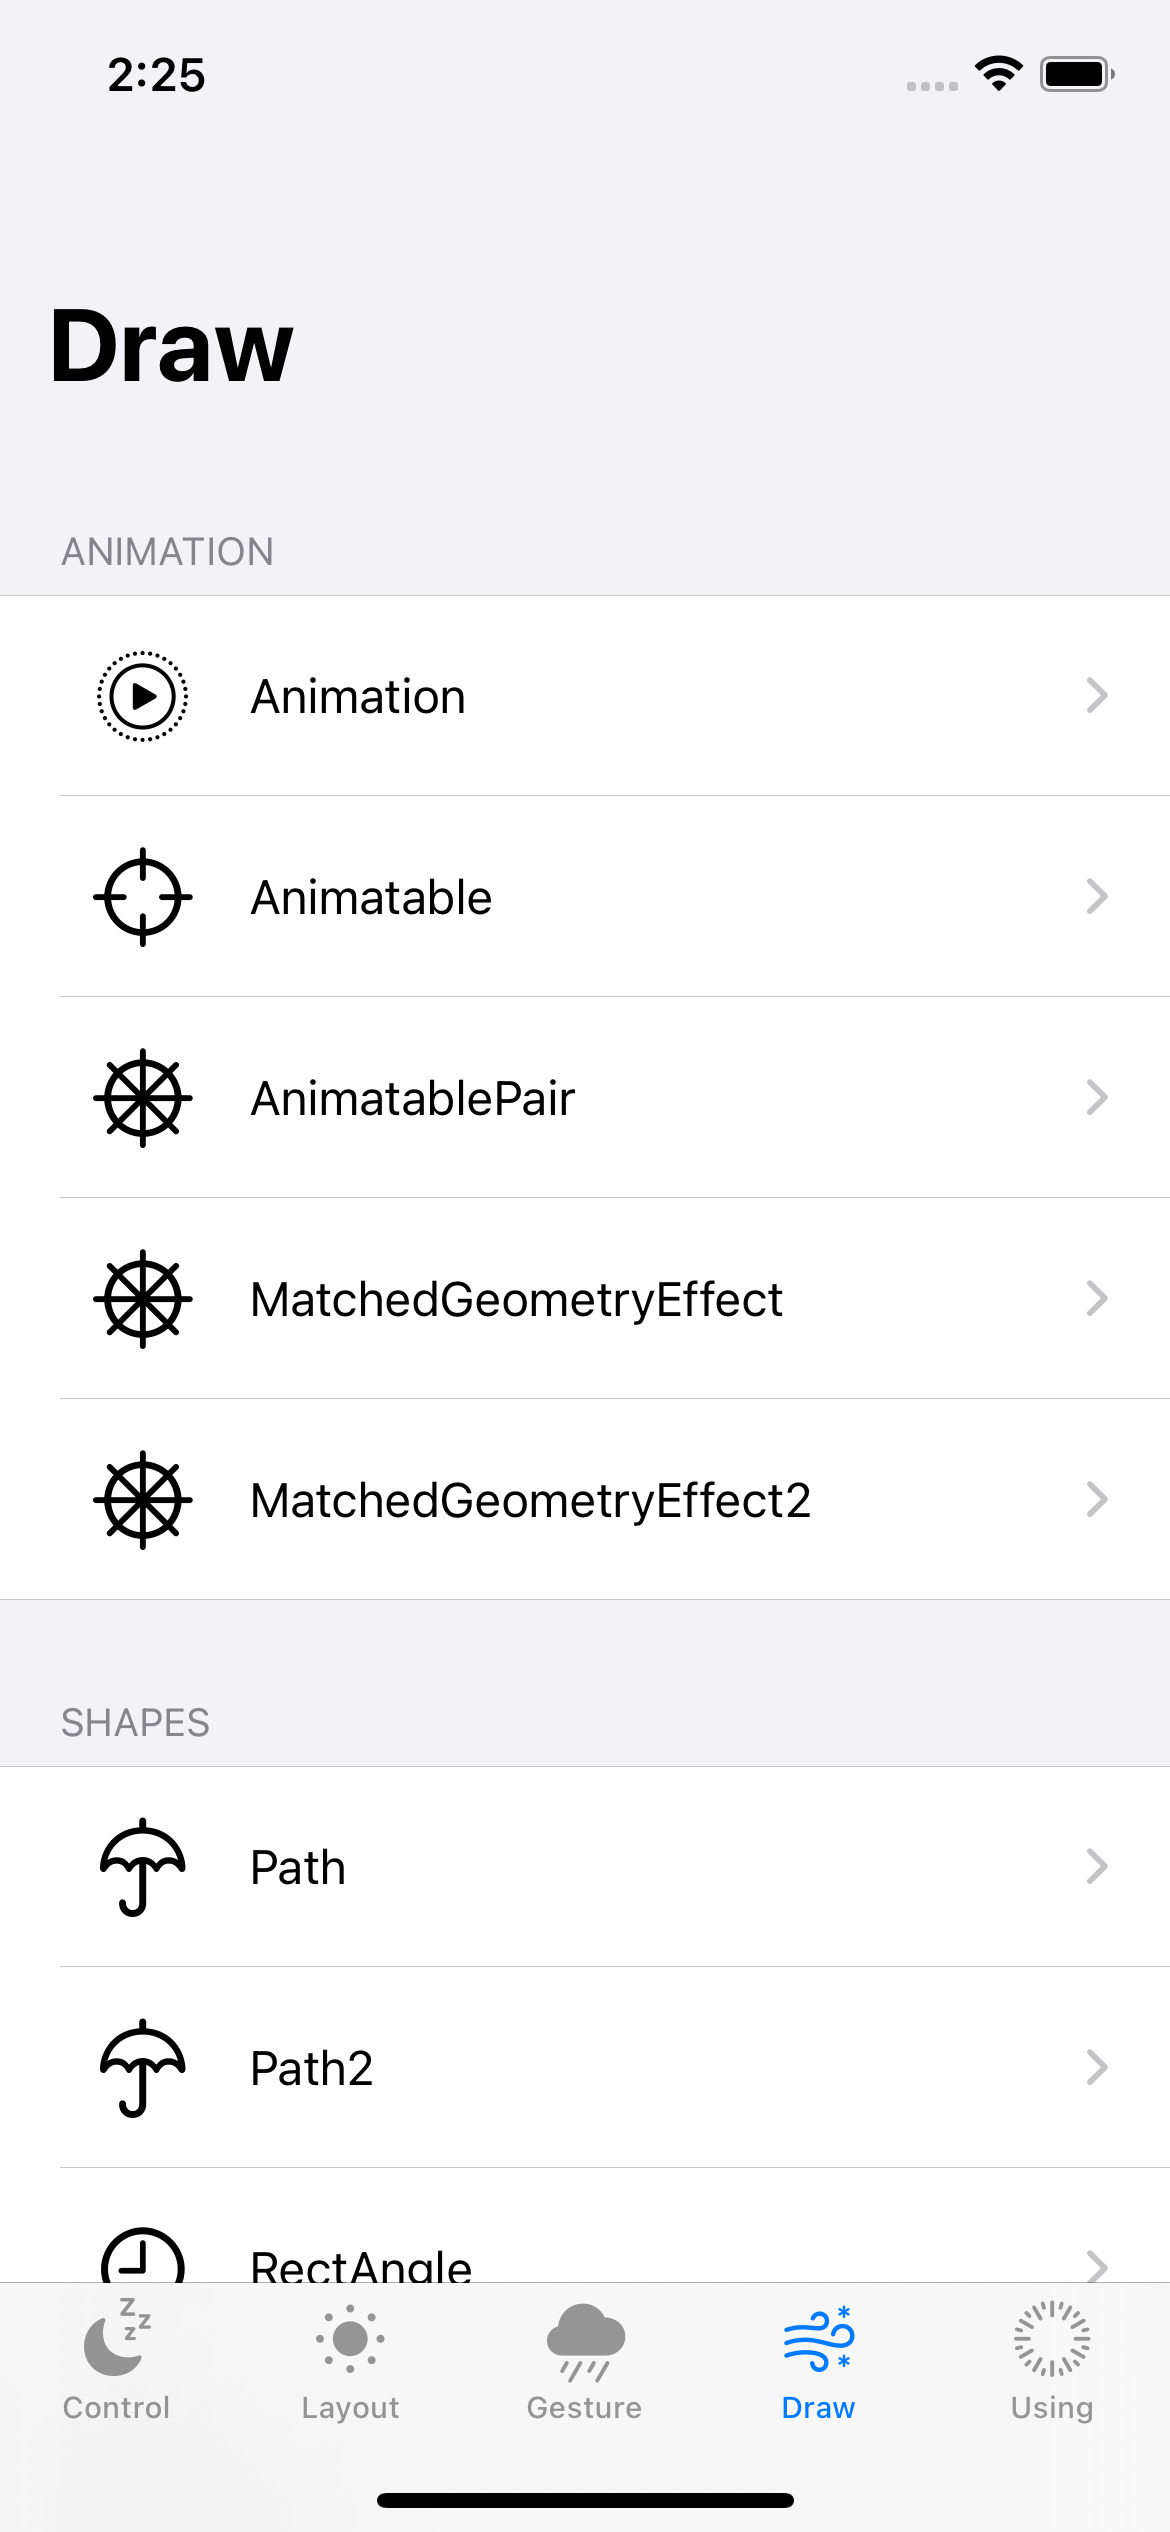 2:25
Draw
ANIMATION
Animation
Animatable
AnimatablePair
MatchedGeometryEffect
MatchedGeometryEffect2
SHAPES
Path
Path2
RectAngle
Control
Layout
Gesture
Draw
Using